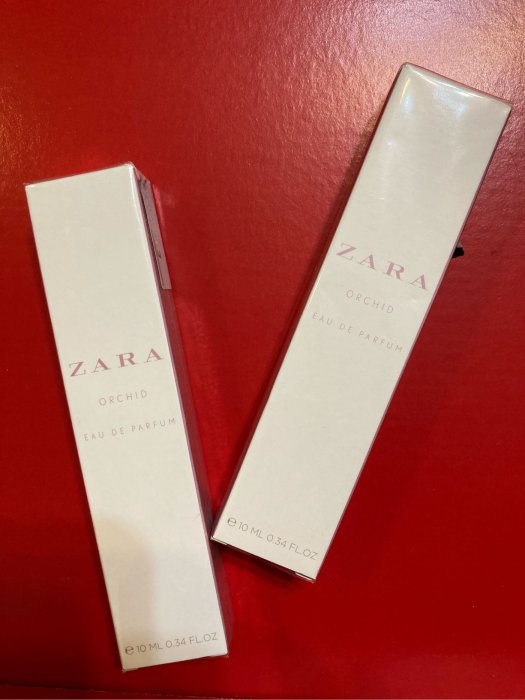 ZARA
ORCHID
EAU DE PARFUM
℮10 ML 0.34 FL.OZ
ZARA
ORCHID
EAU DE PARFUM
℮10 ML 0.34 FL.OZ